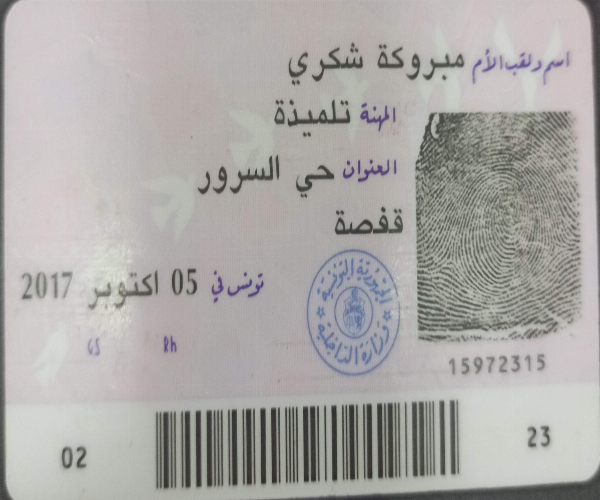 اسم ولقب الأم مبروكة شكري
المهنة تلميذة
العنوان حي السرور
قفصة
تونس في 05 اكتوبر 2017
الجمهورية التونسية
وزارة الداخلية
GS Rh
15972315
02 23